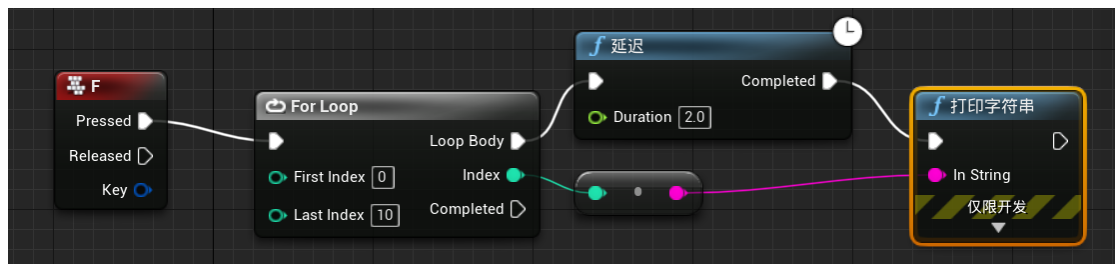 F
Pressed
Released
Key
For Loop
Loop Body
First Index 0
Index
Last Index 10
Completed
延迟
Completed
Duration 2.0
打印字符串
In String
仅限开发